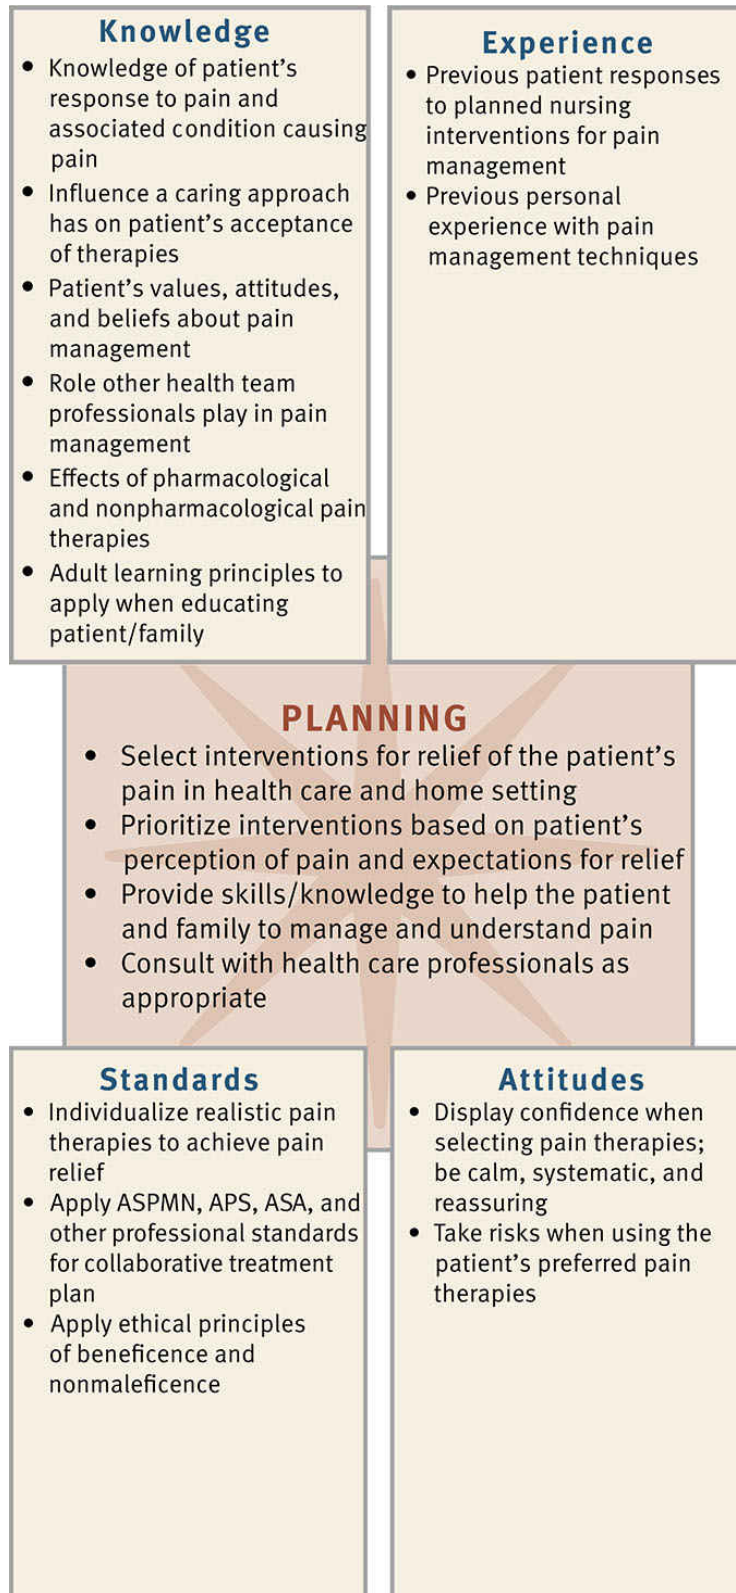 Knowledge
• Knowledge of patient's
response to pain and
associated condition causing
pain
• Influence a caring approach
has on patient's acceptance
of therapies
• Patient's values, attitudes,
and beliefs about pain
management
• Role other health team
professionals play in pain
management
• Effects of pharmacological
and nonpharmacological pain
therapies
• Adult learning principles to
apply when educating
patient/family
Experience
• Previous patient responses
to planned nursing
interventions for pain
management
• Previous personal
experience with pain
management techniques
PLANNING
• Select interventions for relief of the patient's
pain in health care and home setting
• Prioritize interventions based on patient's
perception of pain and expectations for relief
• Provide skills/knowledge to help the patient
and family to manage and understand pain
• Consult with health care professionals as
appropriate
Standards
• Individualize realistic pain
therapies to achieve pain
relief
• Apply ASPMN, APS, ASA, and
other professional standards
for collaborative treatment
plan
• Apply ethical principles
of beneficence and
nonmaleficence
Attitudes
• Display confidence when
selecting pain therapies;
be calm, systematic, and
reassuring
• Take risks when using the
patient's preferred pain
therapies